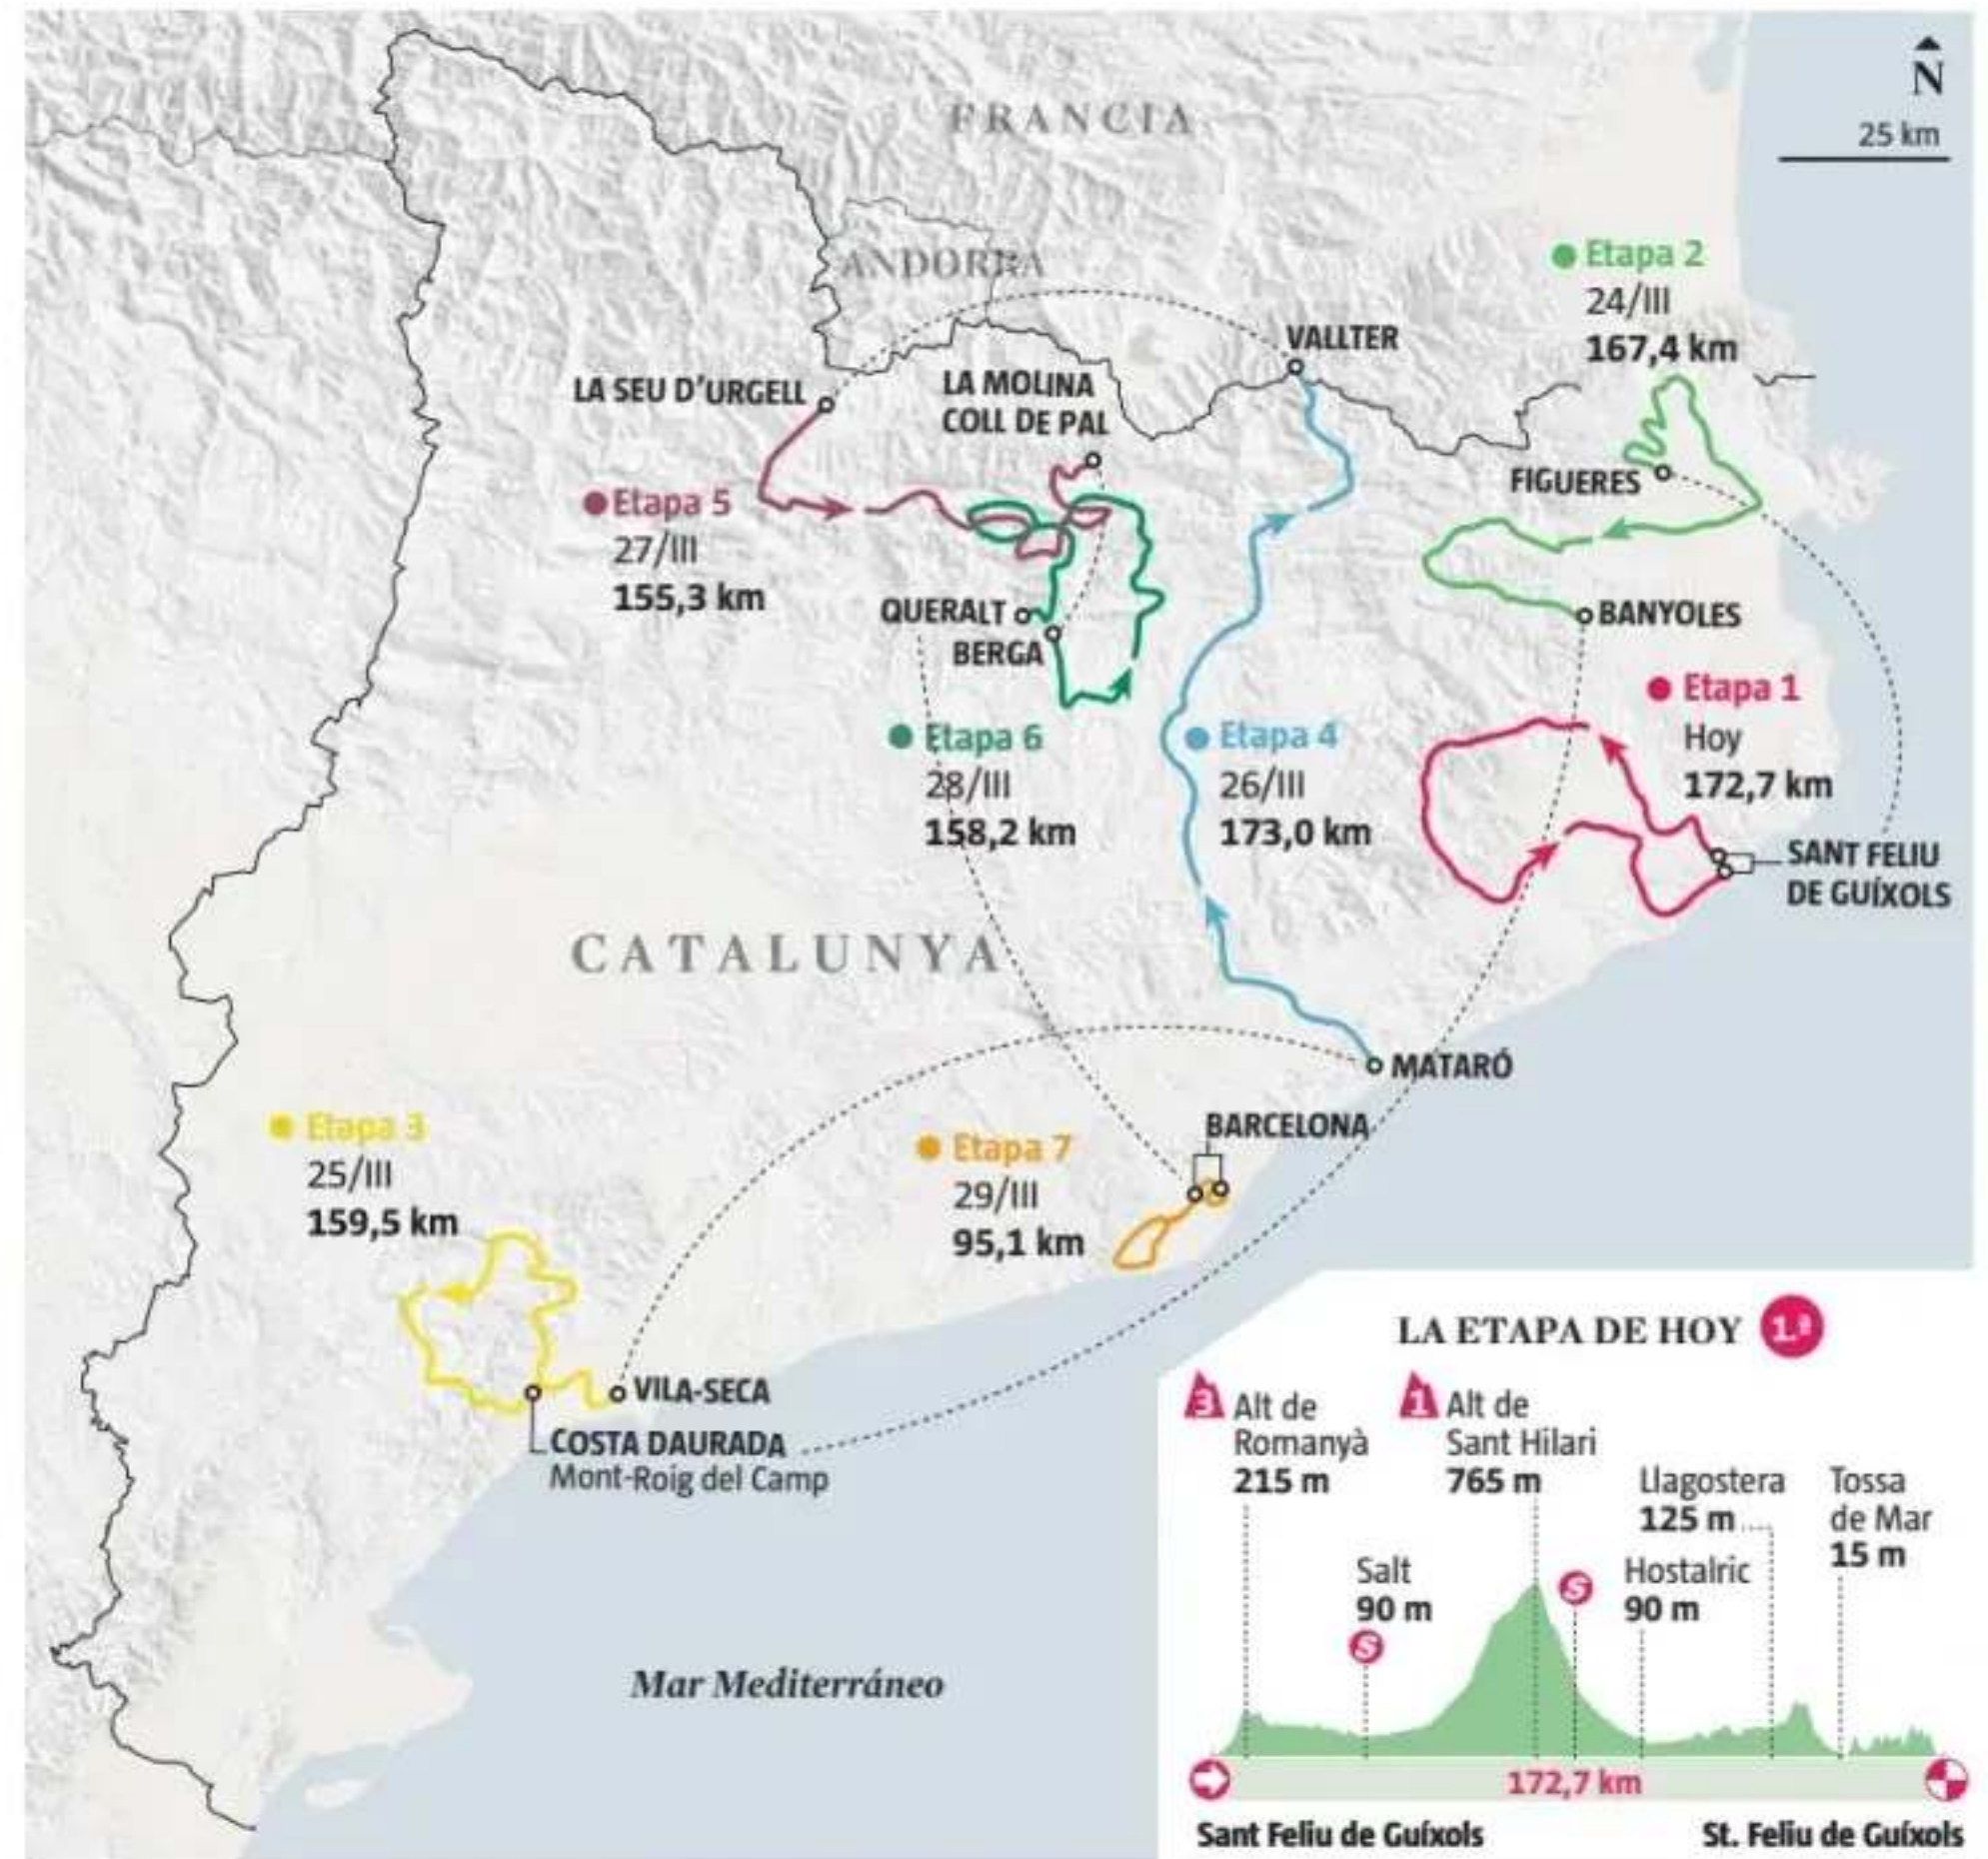 FRANCIA
N
25 km
ANDORRA
Etapa 2
24/III
167,4 km
VALLTER
LA SEU D'URGELL
LA MOLINA
COLL DE PAL
FIGUERES
Etapa 5
27/III
155,3 km
QUERALT
BERGA
BANYOLES
Etapa 1
Hoy
172,7 km
Etapa 6
28/III
158,2 km
Etapa 4
26/III
173,0 km
SANT FELIU
DE GUÍXOLS
CATALUNYA
MATARÓ
BARCELONA
Etapa 3
25/III
159,5 km
Etapa 7
29/III
95,1 km
VILA-SECA
COSTA DAURADA
Mont-Roig del Camp
Mar Mediterráneo
LA ETAPA DE HOY 1.ª
3 Alt de
Romanyà
215 m
1 Alt de
Sant Hilari
765 m
Llagostera
125 m
Tossa
de Mar
15 m
Salt
90 m
S
S
Hostalric
90 m
172,7 km
Sant Feliu de Guíxols
St. Feliu de Guíxols